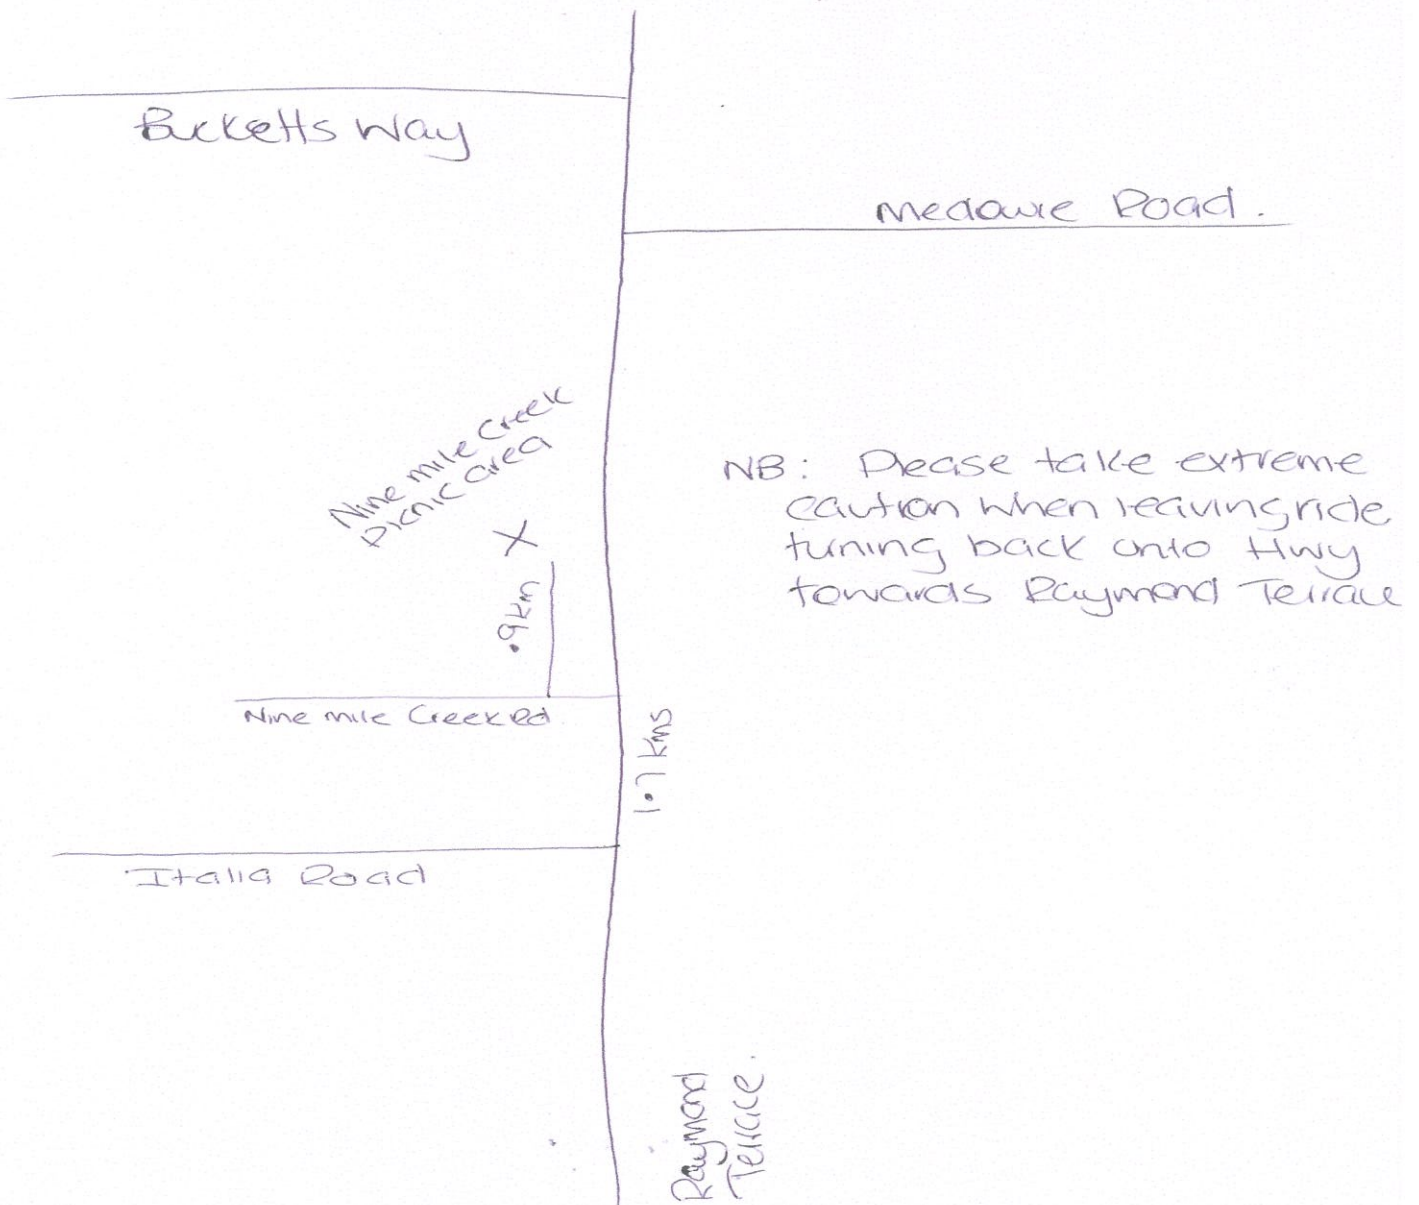 Bucketts Way
Medowie Road.
Nine mile Creek
picnic area
X
NB: Please take extreme
caution when leaving ride
turning back onto Hwy
towards Raymond Terrace
.9km
Nine mile Creek Rd
1.7 kms
Italia Road
Raymond
Terrace.